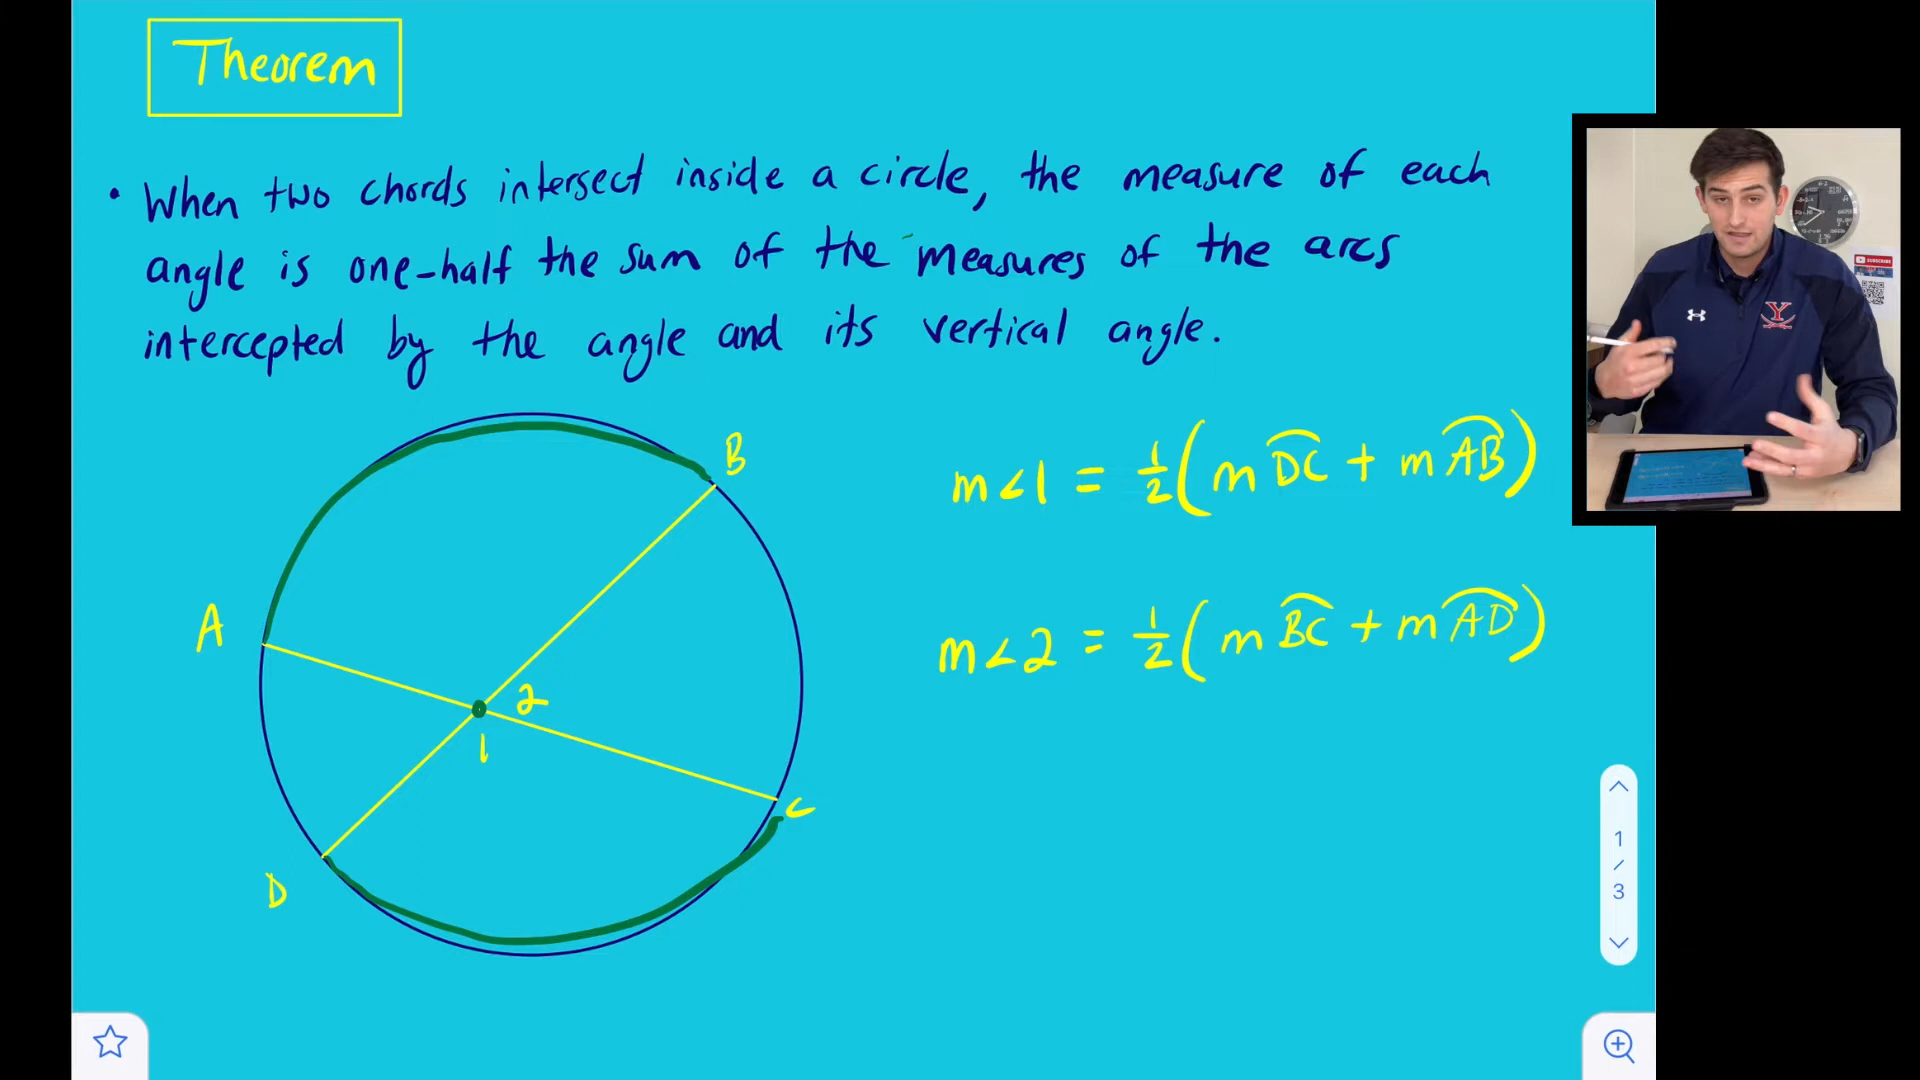 Theorem
• When two chords intersect inside a circle, the measure of each
angle is one-half the sum of the measures of the arcs
intercepted by the angle and its vertical angle.
B
A
2
1
C
D
m∠1 = 1/2(mDC + mAB)
m∠2 = 1/2(mBC + mAD)
SUBSCRIBE
Y
1
/
3